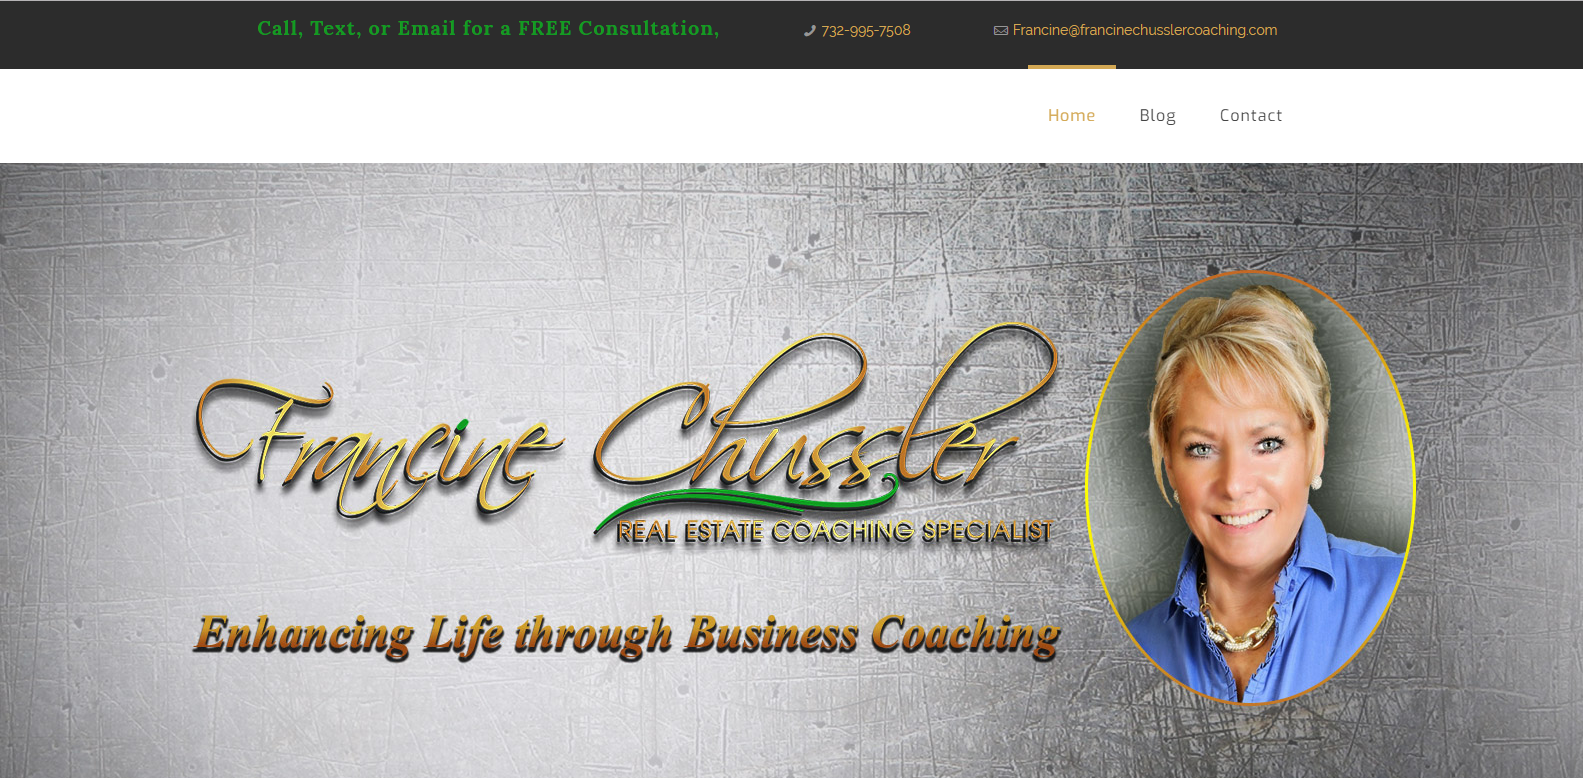 Call, Text, or Email for a FREE Consultation,
732-995-7508
Francine@francinechusslercoaching.com
Home
Blog
Contact
Francine Chussler
REAL ESTATE COACHING SPECIALIST
Enhancing Life through Business Coaching